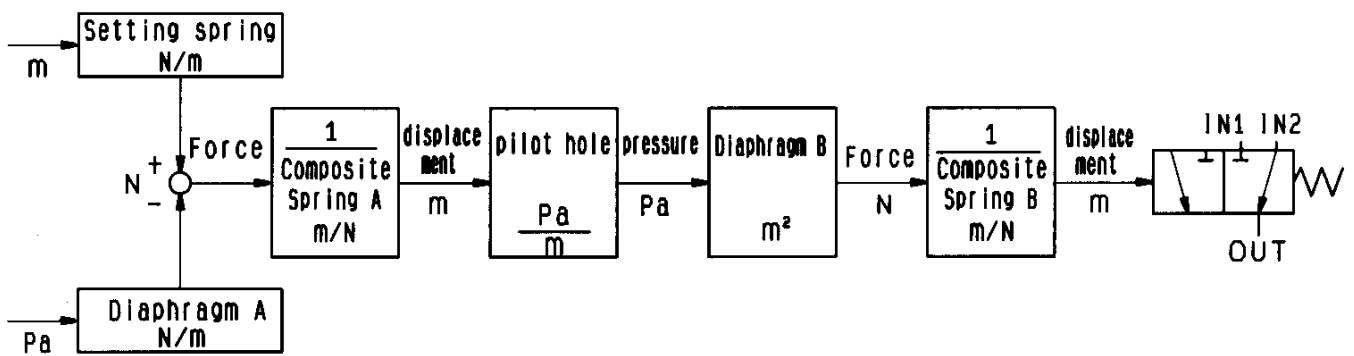 Setting spring
N/m
m
Force
N
+
-
Diaphragm A
N/m
Pa
1
Composite
Spring A
m/N
displace
ment
m
pilot hole
Pa
m
pressure
Pa
Diaphragm B
m²
Force
N
1
Composite
Spring B
m/N
displace
ment
m
IN1 IN2
OUT